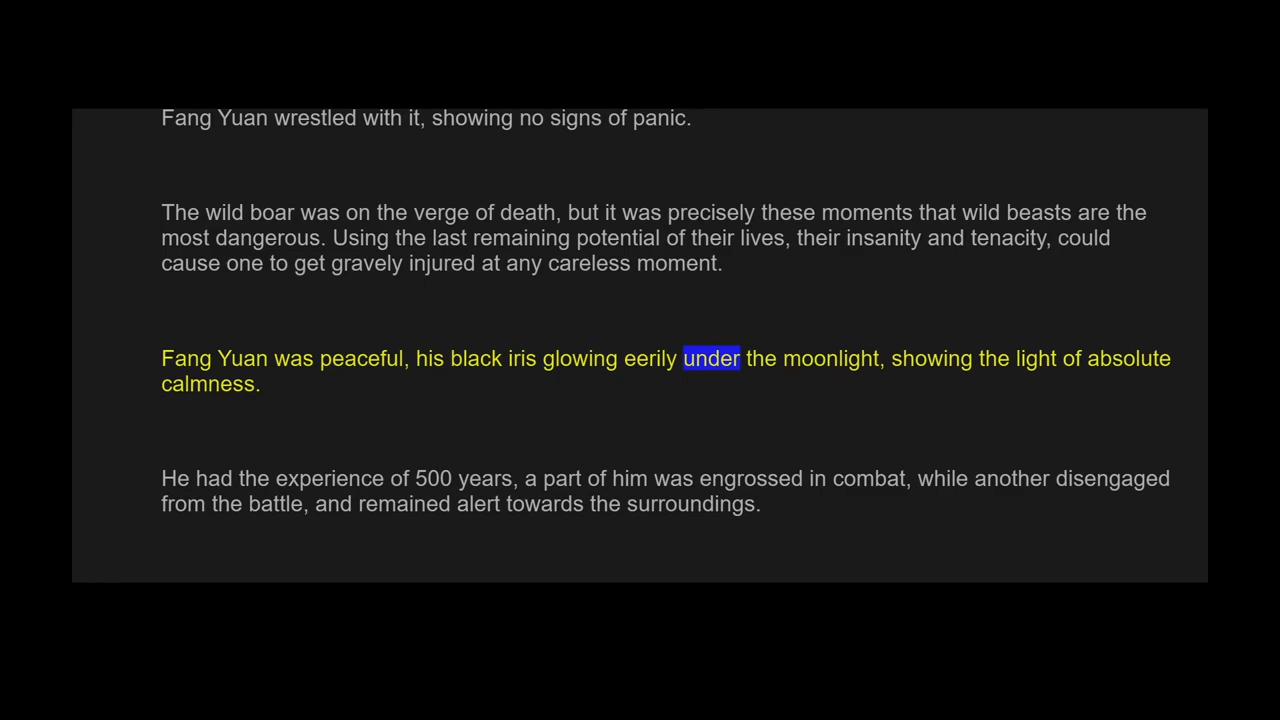 Fang Yuan wrestled with it, showing no signs of panic.
The wild boar was on the verge of death, but it was precisely these moments that wild beasts are the
most dangerous. Using the last remaining potential of their lives, their insanity and tenacity, could
cause one to get gravely injured at any careless moment.
Fang Yuan was peaceful, his black iris glowing eerily under the moonlight, showing the light of absolute
calmness.
He had the experience of 500 years, a part of him was engrossed in combat, while another disengaged
from the battle, and remained alert towards the surroundings.